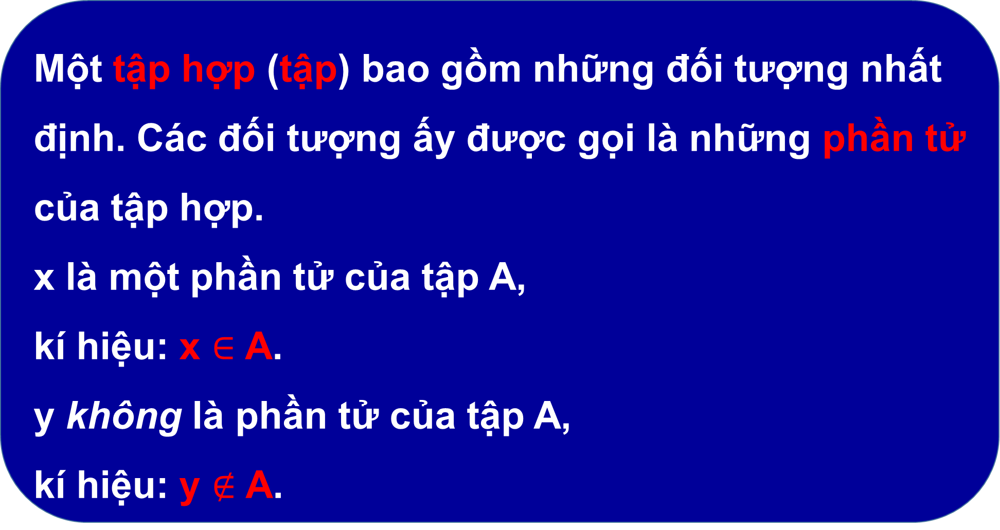 Một tập hợp (tập) bao gồm những đối tượng nhất
định. Các đối tượng ấy được gọi là những phần tử
của tập hợp.
x là một phần tử của tập A,
kí hiệu: x ∈ A.
y không là phần tử của tập A,
kí hiệu: y ∉ A.